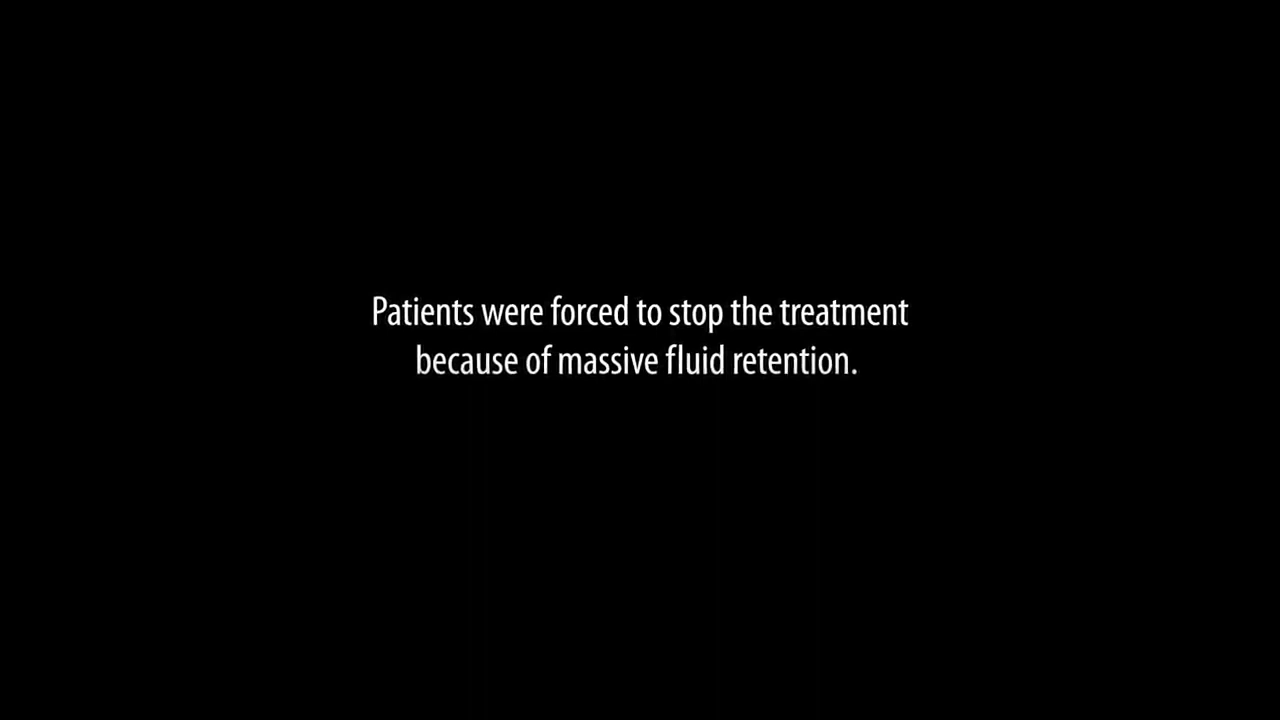 Patients were forced to stop the treatment
because of massive fluid retention.